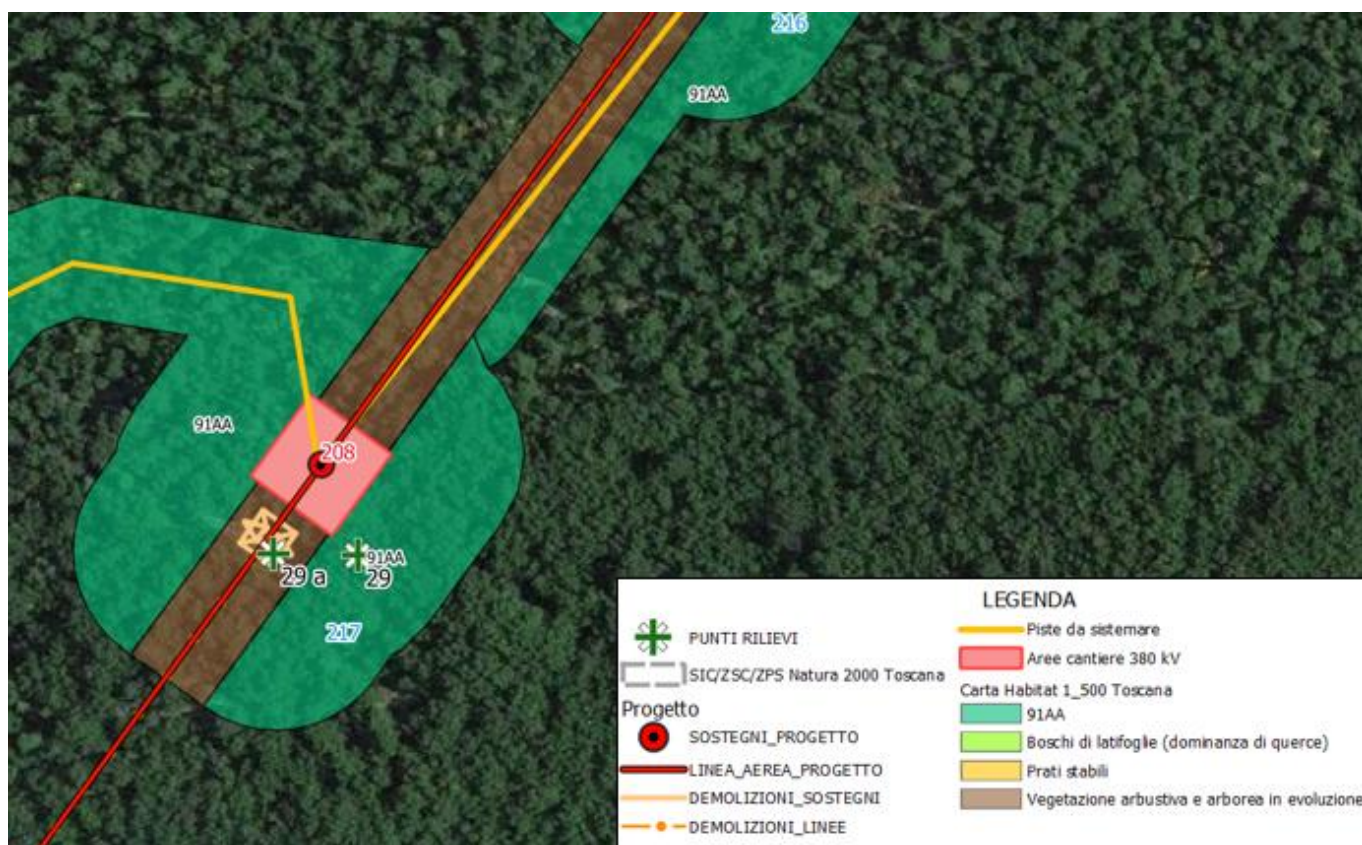 216
91AA
91AA
208
91AA
29 a
29
217
LEGENDA
PUNTI RILIEVI
SIC/ZSC/ZPS Natura 2000 Toscana
Progetto
SOSTEGNI_PROGETTO
LINEA_AEREA_PROGETTO
DEMOLIZIONI_SOSTEGNI
DEMOLIZIONI_LINEE
Piste da sistemare
Aree cantiere 380 kV
Carta Habitat 1_500 Toscana
91AA
Boschi di latifoglie (dominanza di querce)
Prati stabili
Vegetazione arbustiva e arborea in evoluzione